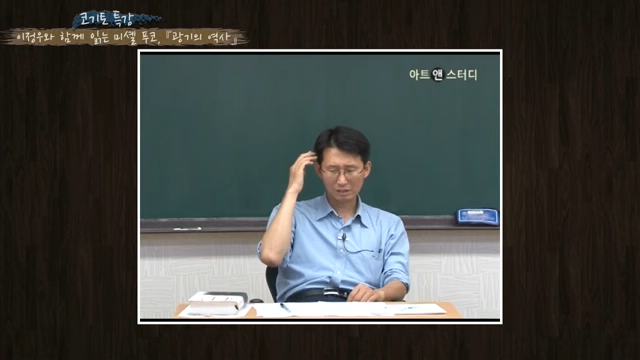 코기토 특강
이정우와 함께 읽는 미셸 푸코, 『광기의 역사』
아트앤스터디